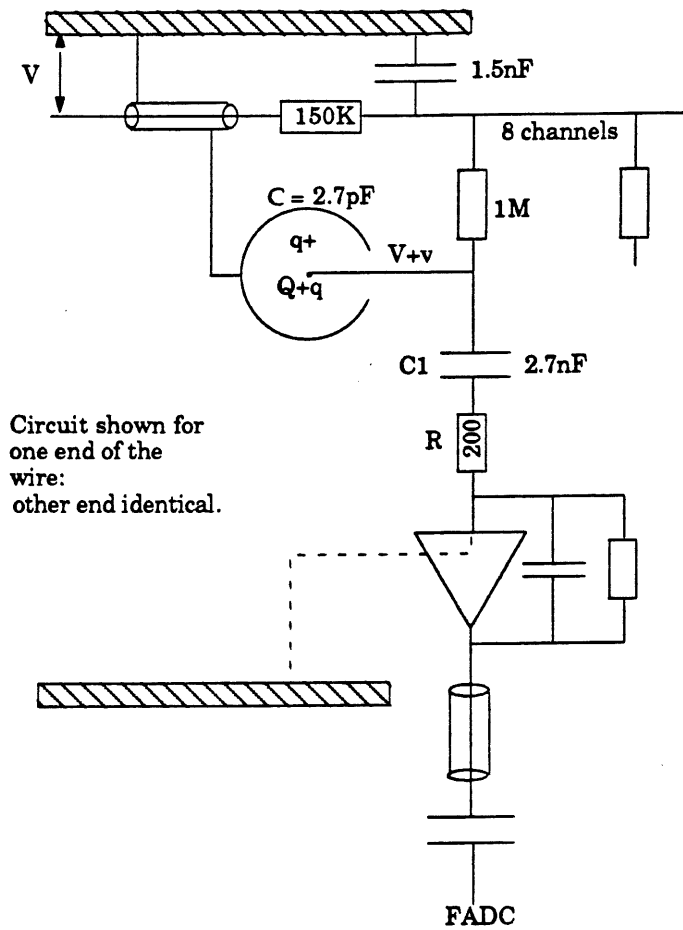 V
1.5nF
150K
8 channels
C = 2.7pF
1M
q+
V+v
Q+q
C1
2.7nF
Circuit shown for
one end of the
wire:
other end identical.
R
200
FADC